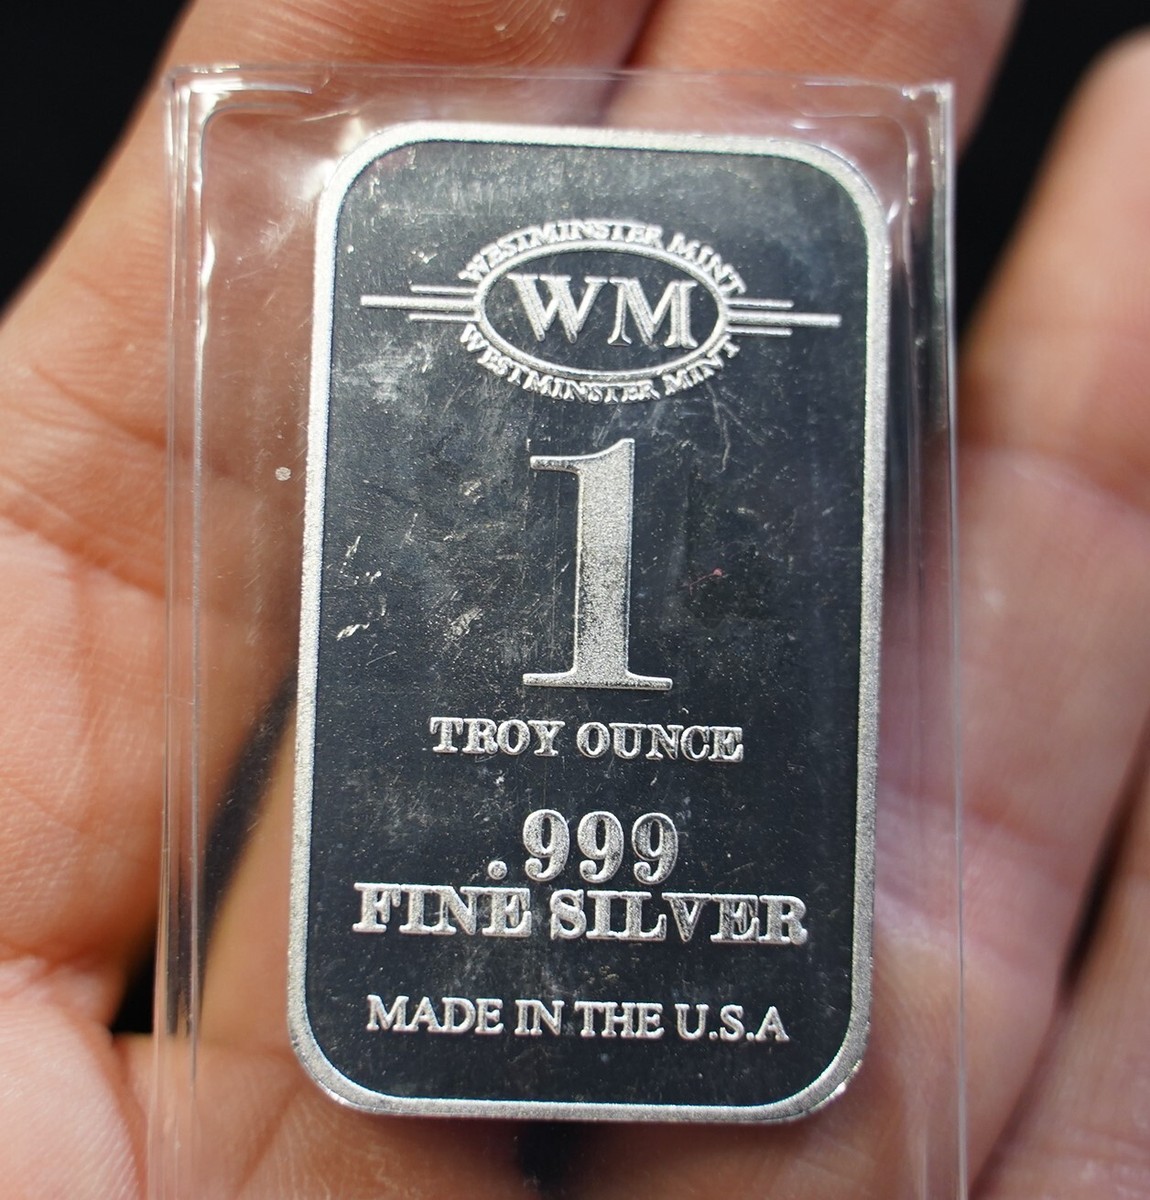 WESTMINSTER MINT
WM
WESTMINSTER MINT
1
TROY OUNCE
.999
FINE SILVER
MADE IN THE U.S.A